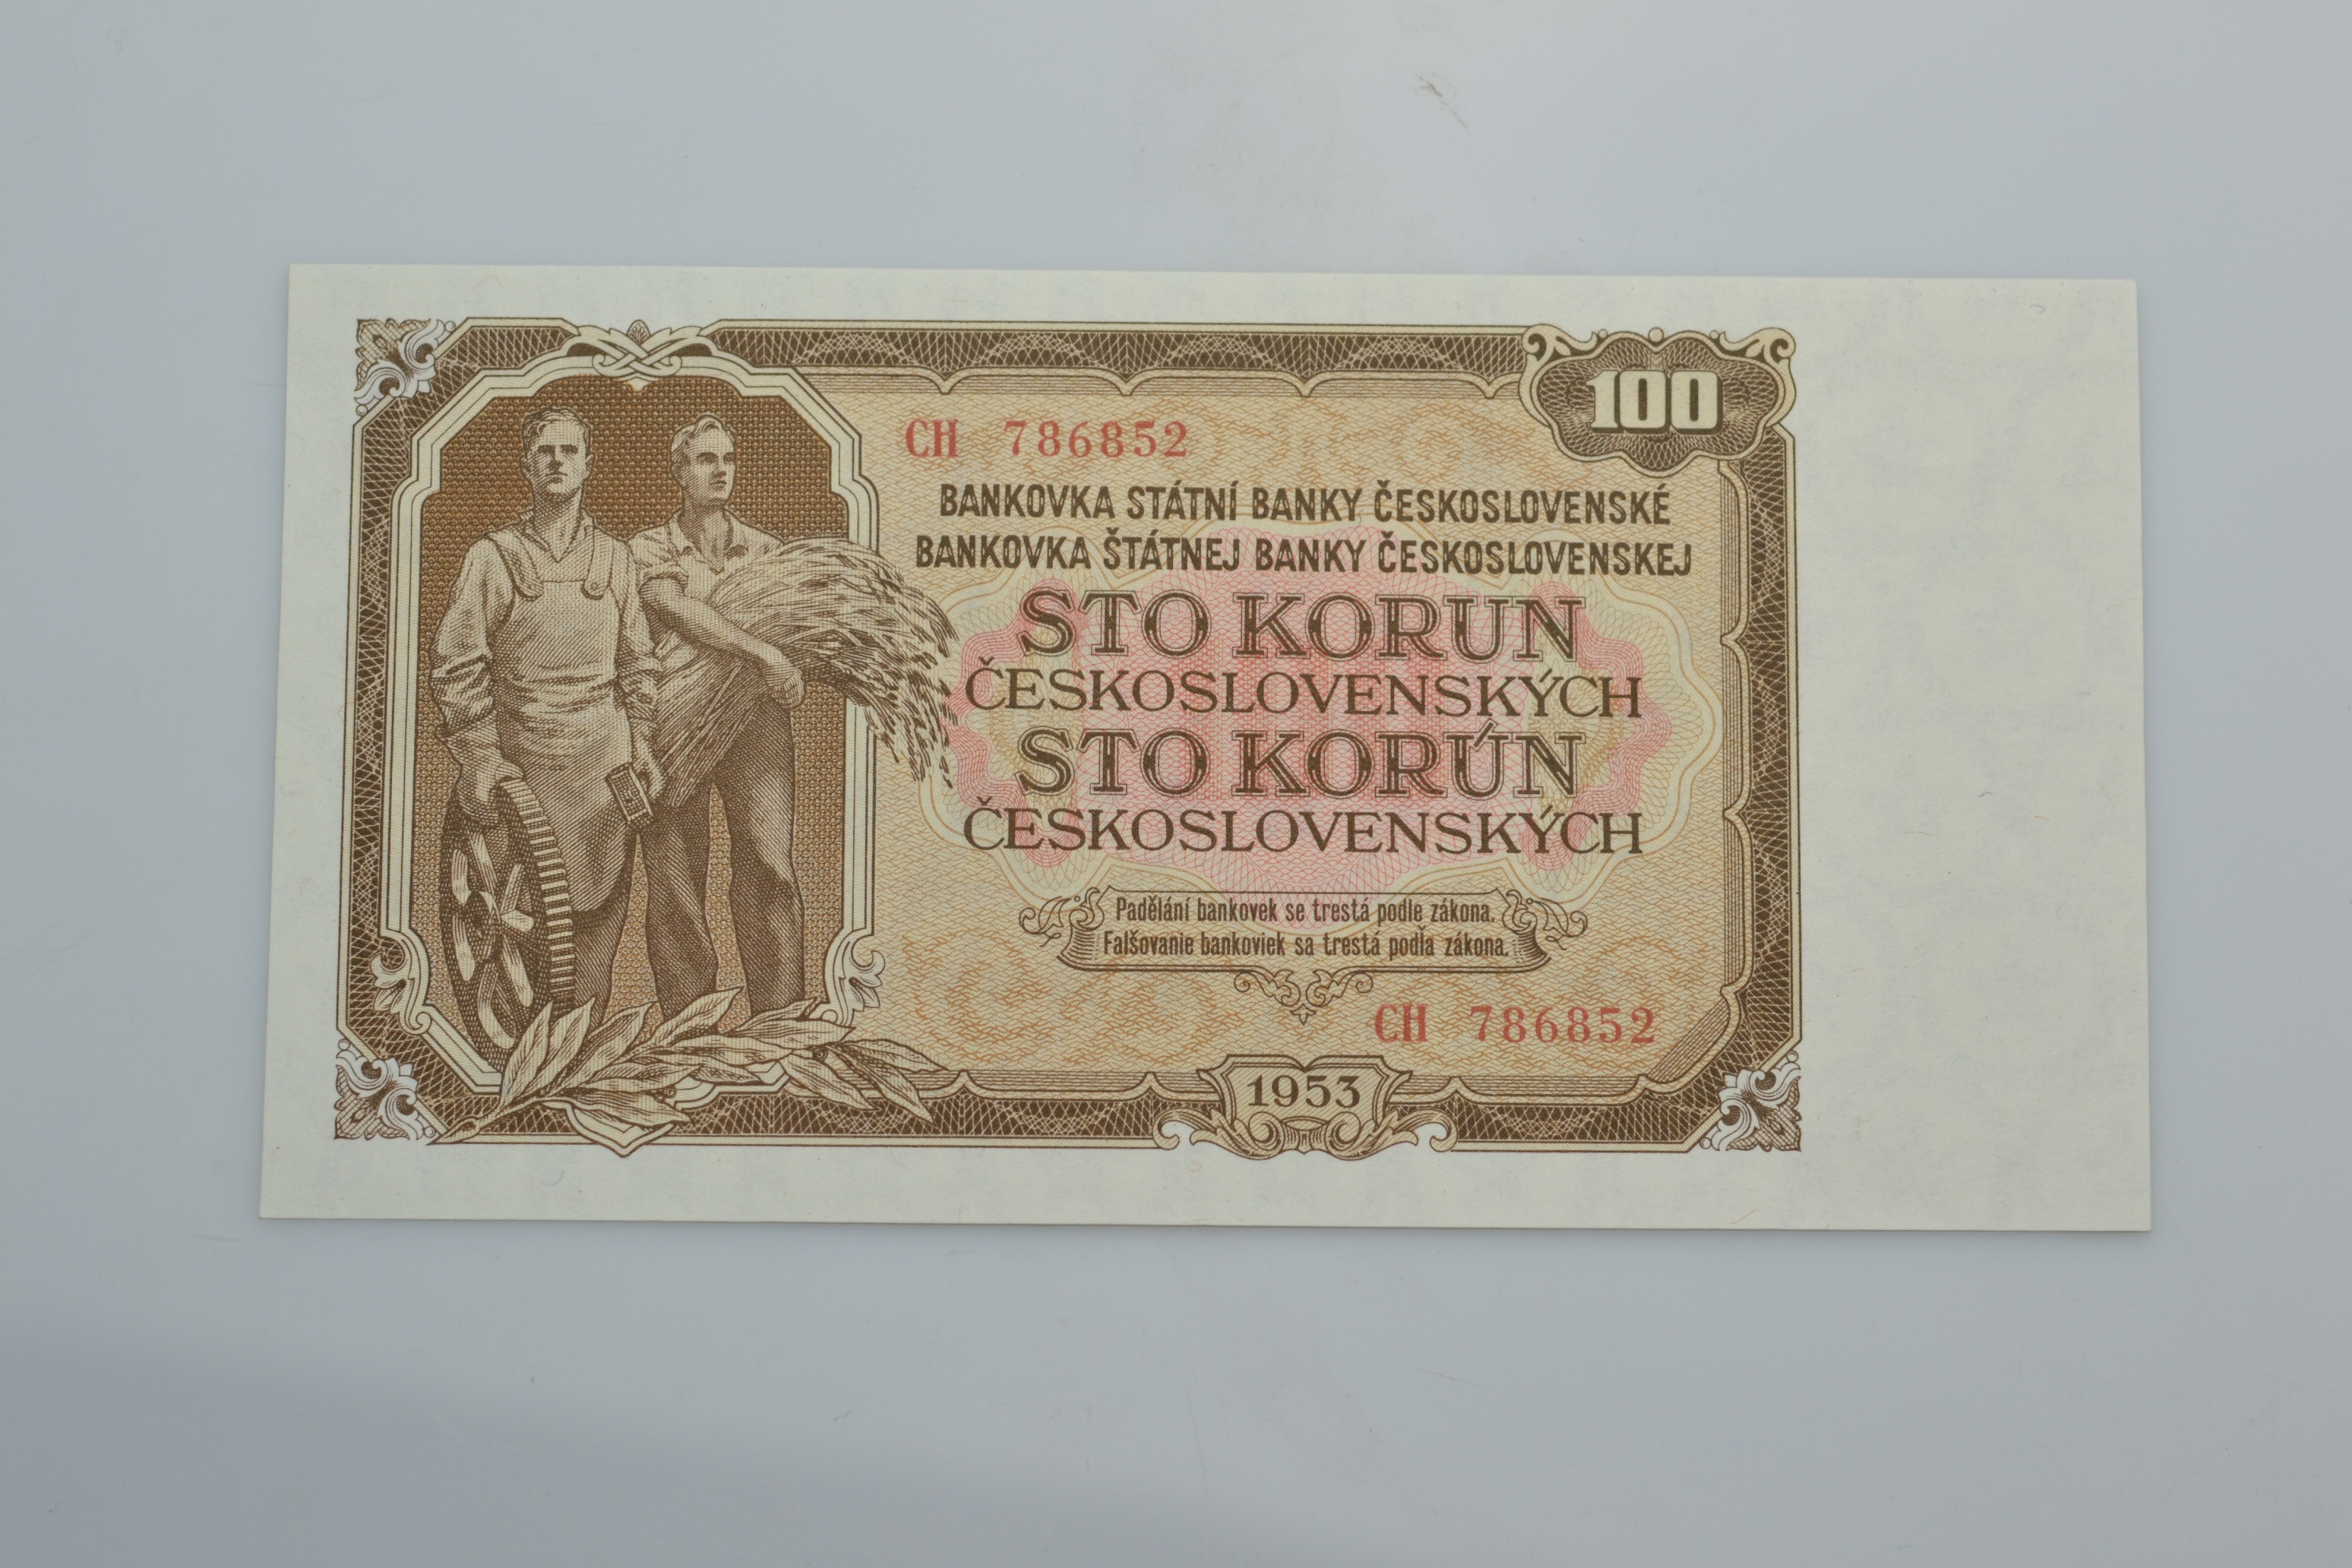 100
CH 786852
BANKOVKA STÁTNÍ BANKY ČESKOSLOVENSKÉ
BANKOVKA ŠTÁTNEJ BANKY ČESKOSLOVENSKEJ
STO KORUN
ČESKOSLOVENSKÝCH
STO KORÚN
ČESKOSLOVENSKÝCH
Padělání bankovek se trestá podle zákona.
Falšovanie bankoviek sa trestá podľa zákona.
CH 786852
1953